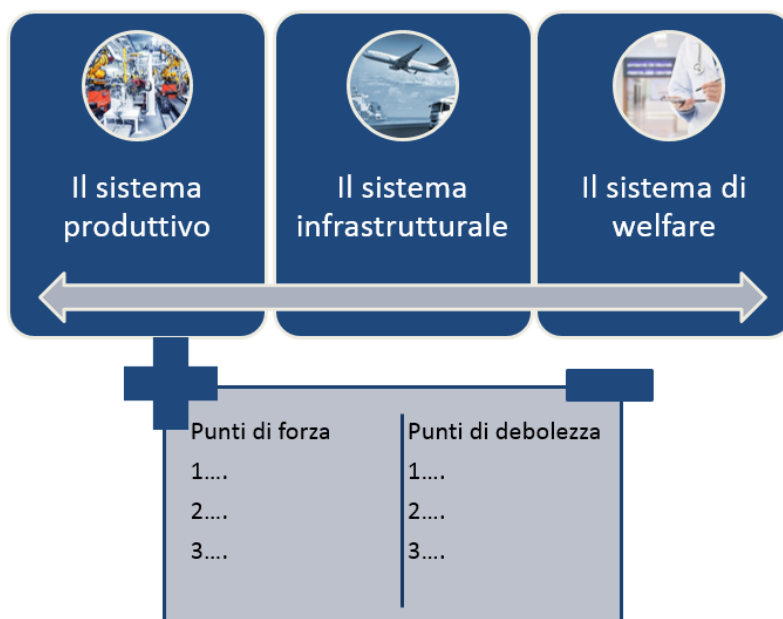 Il sistema
produttivo
Il sistema
infrastrutturale
Il sistema di
welfare
Punti di forza
1....
2....
3....
Punti di debolezza
1....
2....
3....